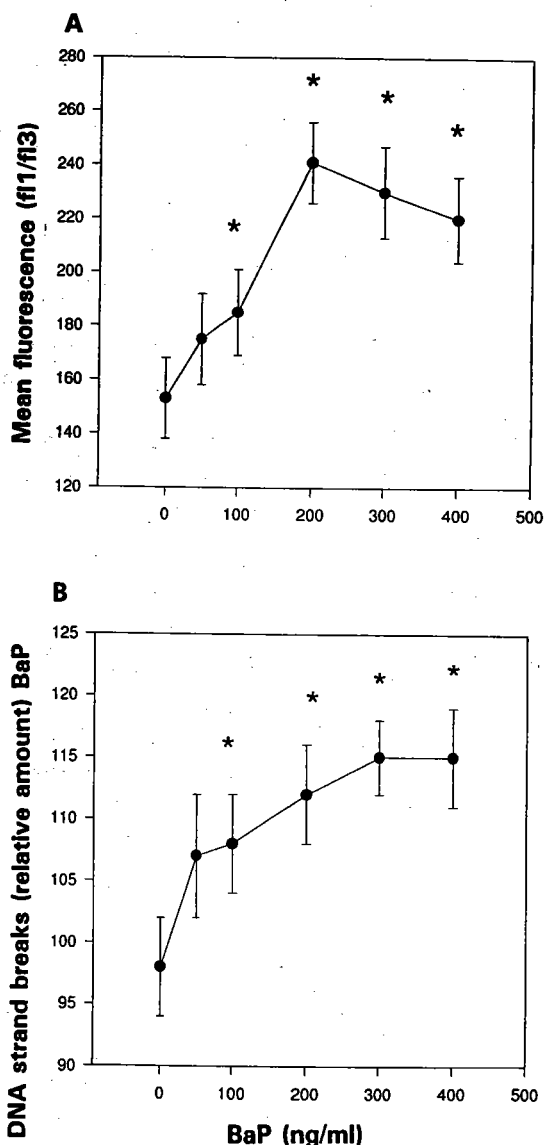 A
280
260
240
220
200
180
160
140
120
Mean fluorescence (fl1/fl3)
* * * *
0 100 200 300 400 500
B
125
120
115
110
105
100
95
90
DNA strand breaks (relative amount) BaP
* * * *
0 100 200 300 400 500
BaP (ng/ml)